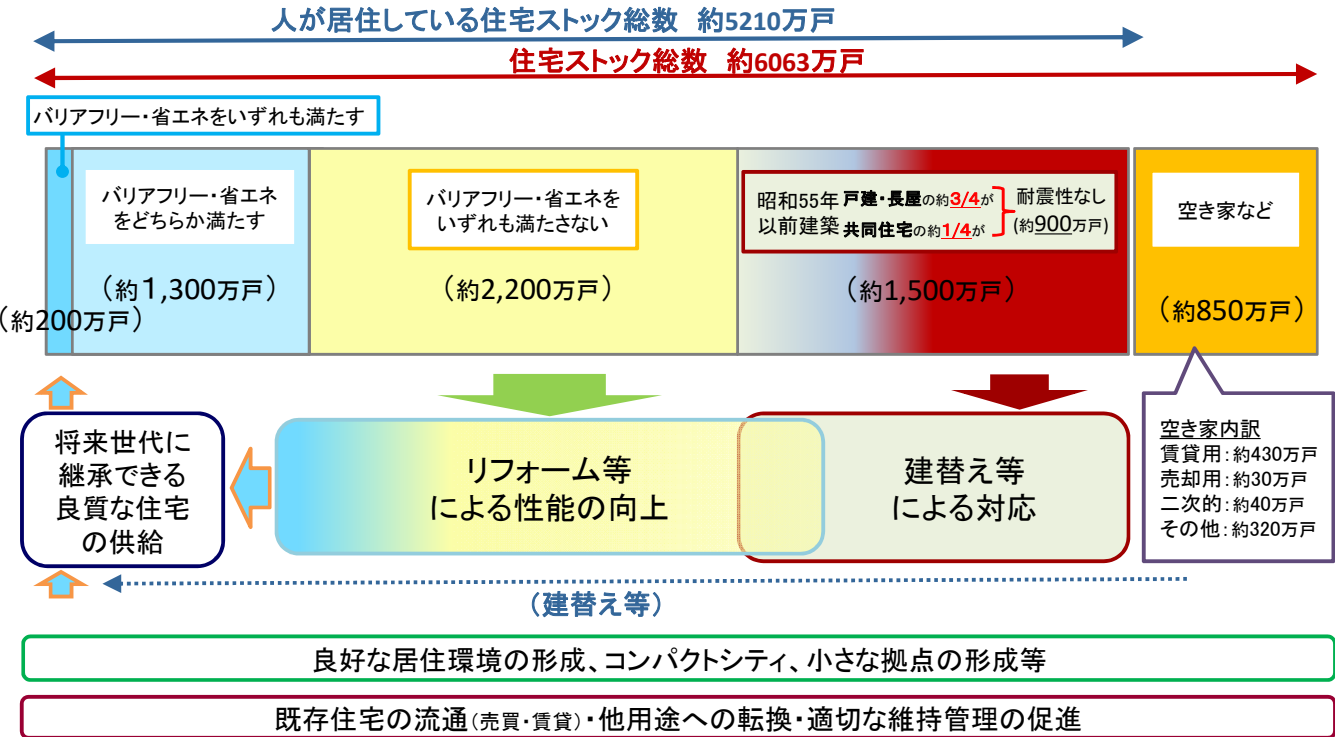 人が居住している住宅ストック総数 約5210万戸
住宅ストック総数 約6063万戸
バリアフリー・省エネをいずれも満たす
バリアフリー・省エネ
をどちらか満たす
(約1,300万戸)
(約200万戸)
バリアフリー・省エネを
いずれも満たさない
(約2,200万戸)
昭和55年
以前建築
戸建・長屋の約3/4が
共同住宅の約1/4が
耐震性なし
(約900万戸)
(約1,500万戸)
空き家など
(約850万戸)
将来世代に
継承できる
良質な住宅
の供給
リフォーム等
による性能の向上
建替え等
による対応
空き家内訳
賃貸用:約430万戸
売却用:約30万戸
二次的:約40万戸
その他:約320万戸
(建替え等)
良好な居住環境の形成、コンパクトシティ、小さな拠点の形成等
既存住宅の流通(売買・賃貸)・他用途への転換・適切な維持管理の促進